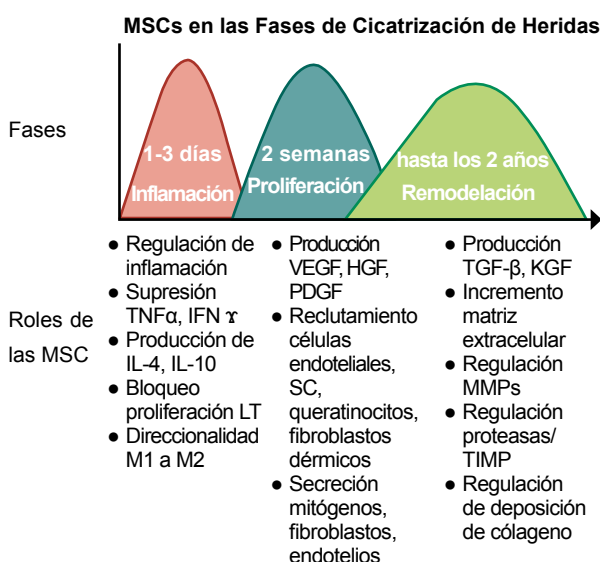 MSCs en las Fases de Cicatrización de Heridas
Fases
1-3 días
Inflamación
2 semanas
Proliferación
hasta los 2 años
Remodelación
Roles de
las MSC
● Regulación de
inflamación
● Supresión
TNFα, IFN ϒ
● Producción de
IL-4, IL-10
● Bloqueo
proliferación LT
● Direccionalidad
M1 a M2
● Producción
VEGF, HGF,
PDGF
● Reclutamiento
células
endoteliales,
SC,
queratinocitos,
fibroblastos
dérmicos
● Secreción
mitógenos,
fibroblastos,
endotelios
● Producción
TGF-β, KGF
● Incremento
matriz
extracelular
● Regulación
MMPs
● Regulación
proteasas/
TIMP
● Regulación
de deposición
de cólageno